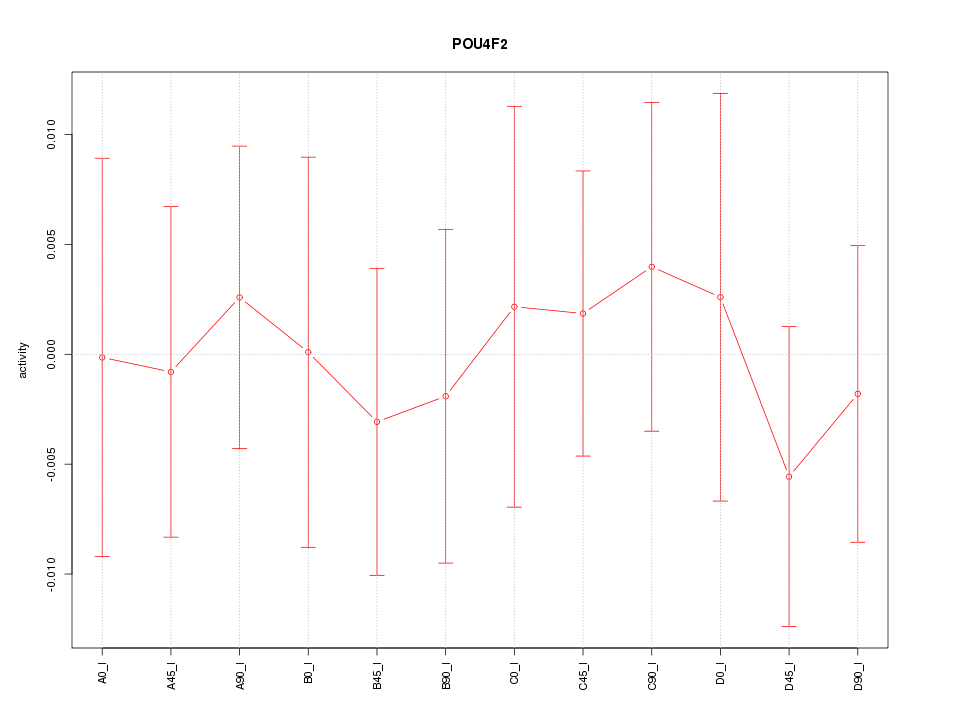 POU4F2
activity
0.010
0.005
0.000
-0.005
-0.010
A0_I
A45_I
A90_I
B0_I
B45_I
B90_I
C0_I
C45_I
C90_I
D0_I
D45_I
D90_I